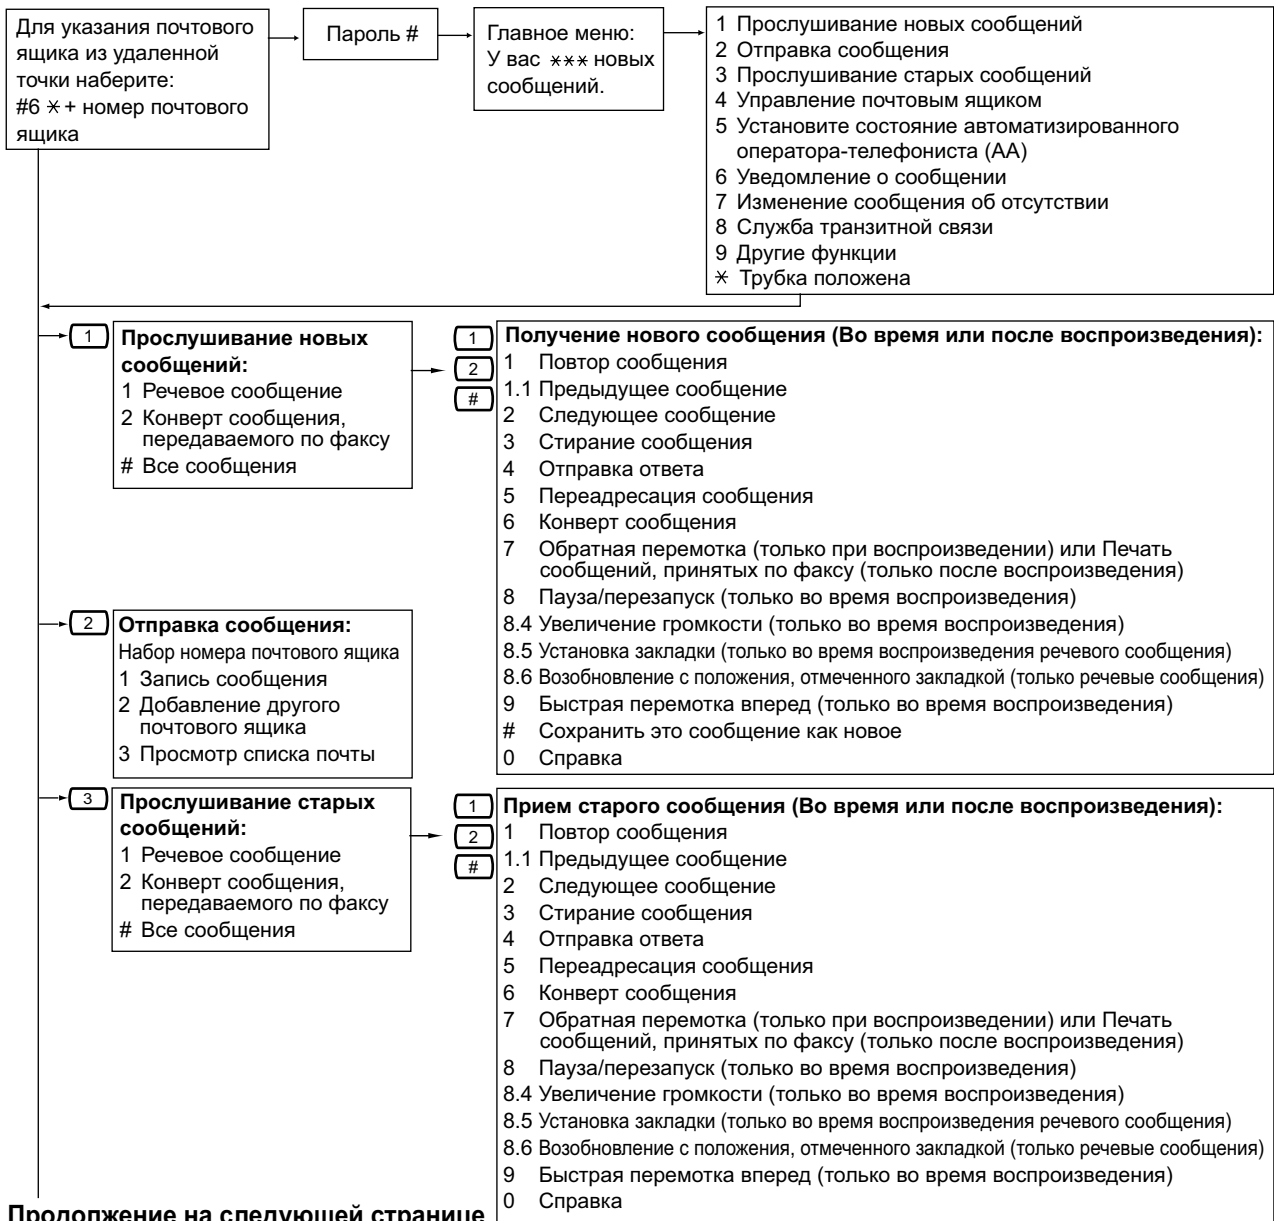 Для указания почтового
ящика из удаленной
точки наберите:
#6 ✳ + номер почтового
ящика
Пароль #
Главное меню:
У вас ✳✳✳ новых
сообщений.
1 Прослушивание новых сообщений
2 Отправка сообщения
3 Прослушивание старых сообщений
4 Управление почтовым ящиком
5 Установите состояние автоматизированного
оператора-телефониста (АА)
6 Уведомление о сообщении
7 Изменение сообщения об отсутствии
8 Служба транзитной связи
9 Другие функции
✳ Трубка положена
1
Прослушивание новых
сообщений:
1 Речевое сообщение
2 Конверт сообщения,
передаваемого по факсу
# Все сообщения
1
2
#
Получение нового сообщения (Во время или после воспроизведения):
1 Повтор сообщения
1.1 Предыдущее сообщение
2 Следующее сообщение
3 Стирание сообщения
4 Отправка ответа
5 Переадресация сообщения
6 Конверт сообщения
7 Обратная перемотка (только при воспроизведении) или Печать
сообщений, принятых по факсу (только после воспроизведения)
8 Пауза/перезапуск (только во время воспроизведения)
8.4 Увеличение громкости (только во время воспроизведения)
8.5 Установка закладки (только во время воспроизведения речевого сообщения)
8.6 Возобновление с положения, отмеченного закладкой (только речевые сообщения)
9 Быстрая перемотка вперед (только во время воспроизведения)
# Сохранить это сообщение как новое
0 Справка
2
Отправка сообщения:
Набор номера почтового ящика
1 Запись сообщения
2 Добавление другого
почтового ящика
3 Просмотр списка почты
3
Прослушивание старых
сообщений:
1 Речевое сообщение
2 Конверт сообщения,
передаваемого по факсу
# Все сообщения
1
2
#
Прием старого сообщения (Во время или после воспроизведения):
1 Повтор сообщения
1.1 Предыдущее сообщение
2 Следующее сообщение
3 Стирание сообщения
4 Отправка ответа
5 Переадресация сообщения
6 Конверт сообщения
7 Обратная перемотка (только при воспроизведении) или Печать
сообщений, принятых по факсу (только после воспроизведения)
8 Пауза/перезапуск (только во время воспроизведения)
8.4 Увеличение громкости (только во время воспроизведения)
8.5 Установка закладки (только во время воспроизведения речевого сообщения)
8.6 Возобновление с положения, отмеченного закладкой (только речевые сообщения)
9 Быстрая перемотка вперед (только во время воспроизведения)
0 Справка
Продолжение на следующей странице